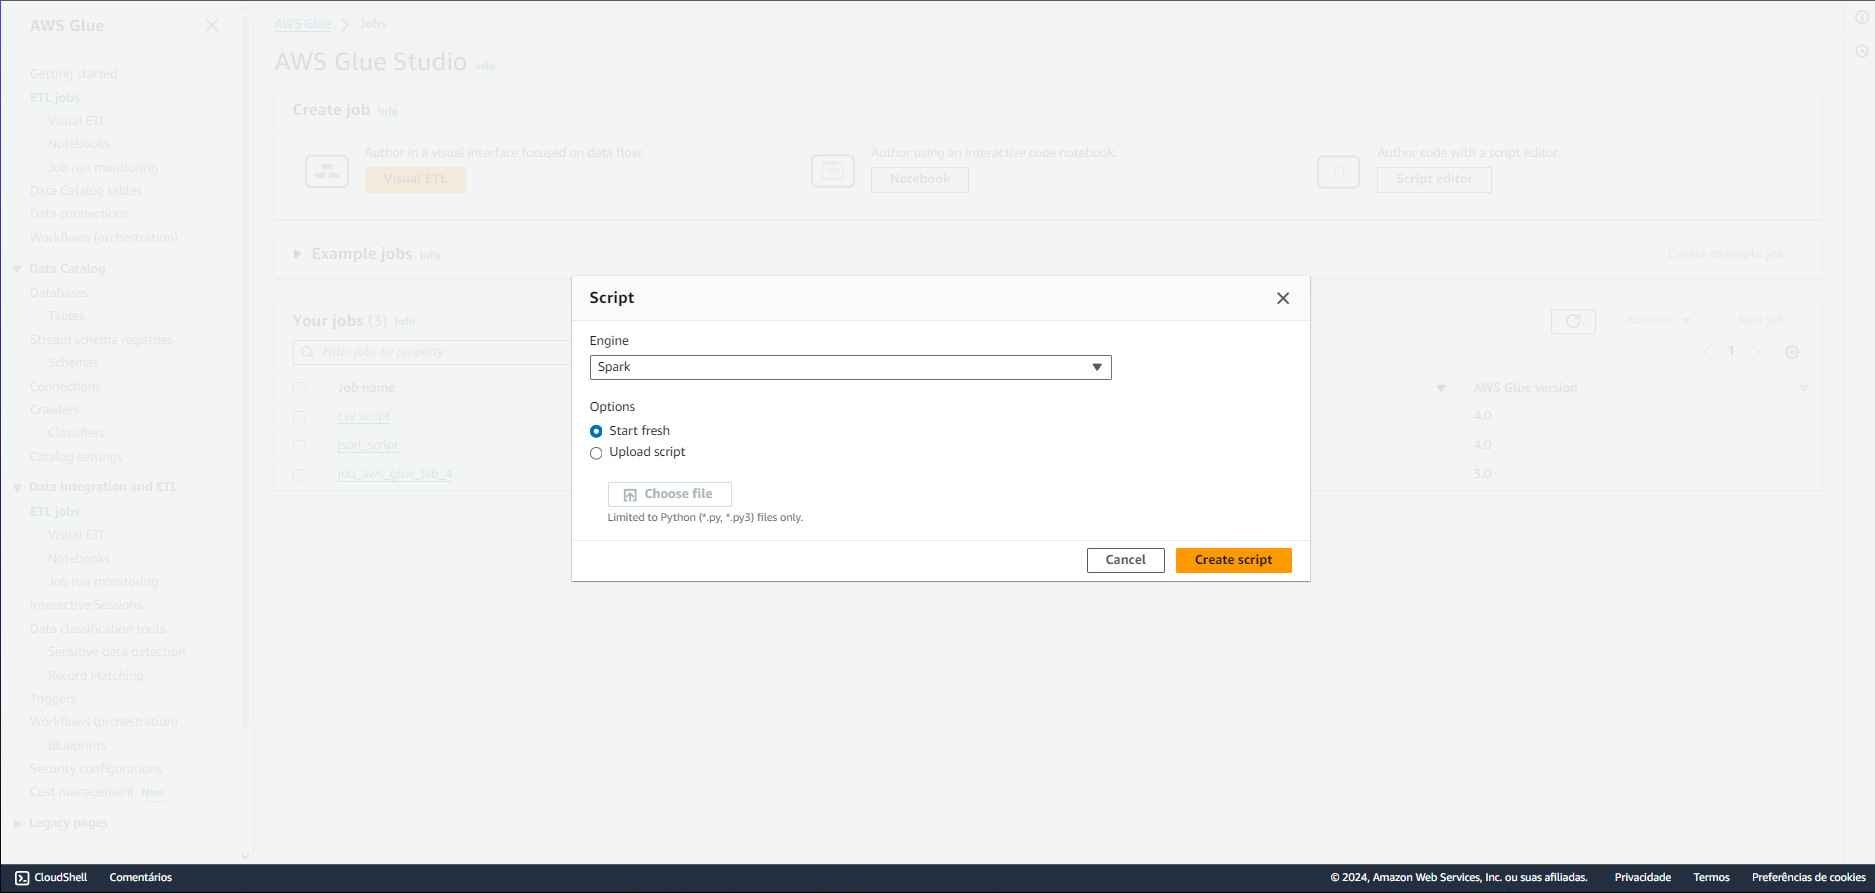 AWS Glue
Getting started
ETL jobs
Visual ETL
Notebooks
Job run monitoring
Data Catalog tables
Data connections
Workflows (orchestration)
Data Catalog
Databases
Tables
Stream schema registries
Schemas
Connections
Crawlers
Classifiers
Catalog settings
Data Integration and ETL
ETL jobs
Visual ETL
Notebooks
Job run monitoring
Interactive Sessions
Data classification tools
Sensitive data detection
Record Matching
Triggers
Workflows (orchestration)
Blueprints
Security configurations
Cost management New
Legacy pages
AWS Glue > Jobs
AWS Glue Studio Info
Create job Info
Author in a visual interface focused on data flow.
Visual ETL
Author using an interactive code notebook.
Notebook
Author code with a script editor.
Script editor
Example jobs Info
Create example job
Your jobs (3) Info
Actions
Run job
Filter jobs by property
1
Job name
AWS Glue version
csv script
4.0
json_script
4.0
job_aws_glue_lab_4
3.0
Script
Engine
Spark
Options
Start fresh
Upload script
Choose file
Limited to Python (*.py, *.py3) files only.
Cancel
Create script
CloudShell Comentários © 2024, Amazon Web Services, Inc. ou suas afiliadas. Privacidade Termos Preferências de cookies